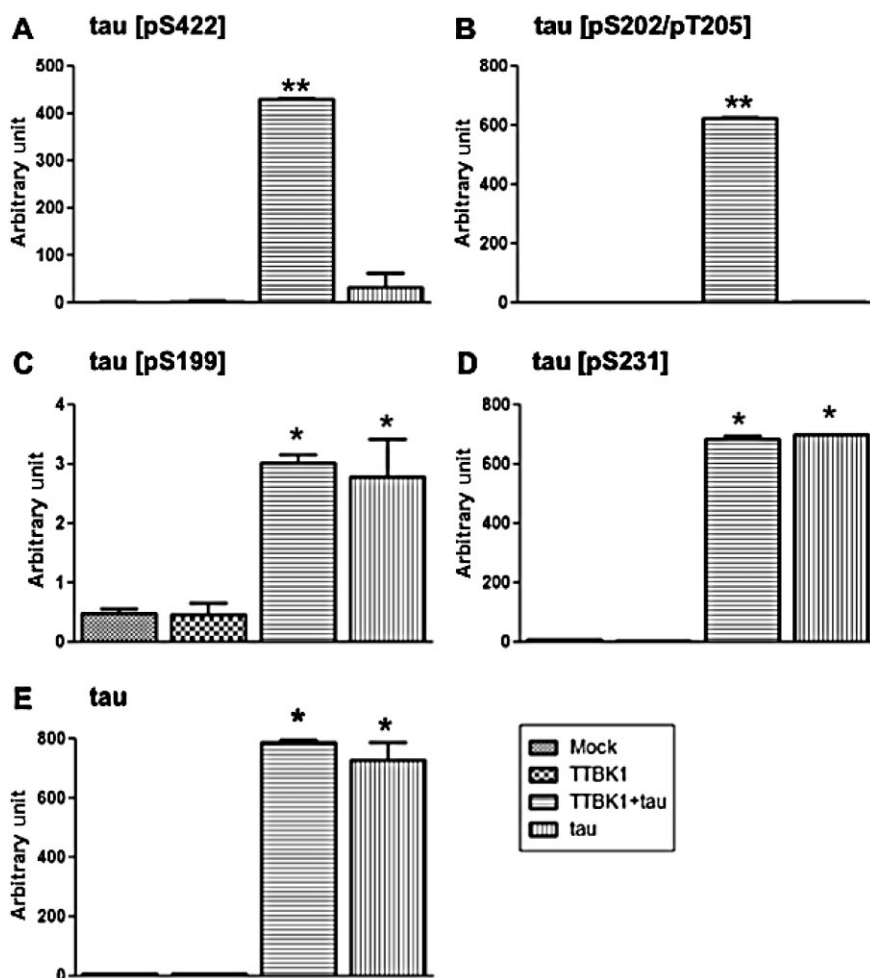 A tau [pS422]
Arbitrary unit
500
400
300
200
100
0
**
B tau [pS202/pT205]
Arbitrary unit
800
600
400
200
0
**
C tau [pS199]
Arbitrary unit
4
3
2
1
0
*
*
D tau [pS231]
Arbitrary unit
800
600
400
200
0
*
*
E tau
Arbitrary unit
800
600
400
200
0
*
*
Mock
TTBK1
TTBK1+tau
tau